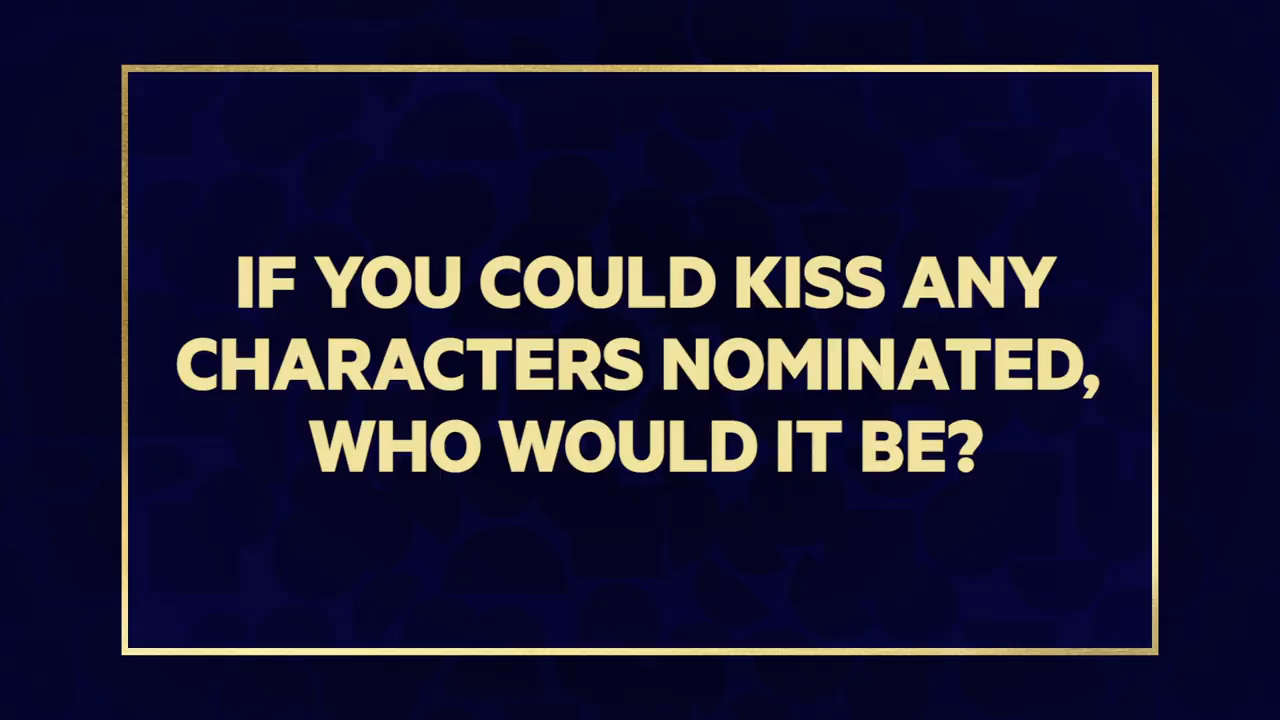 IF YOU COULD KISS ANY
CHARACTERS NOMINATED,
WHO WOULD IT BE?